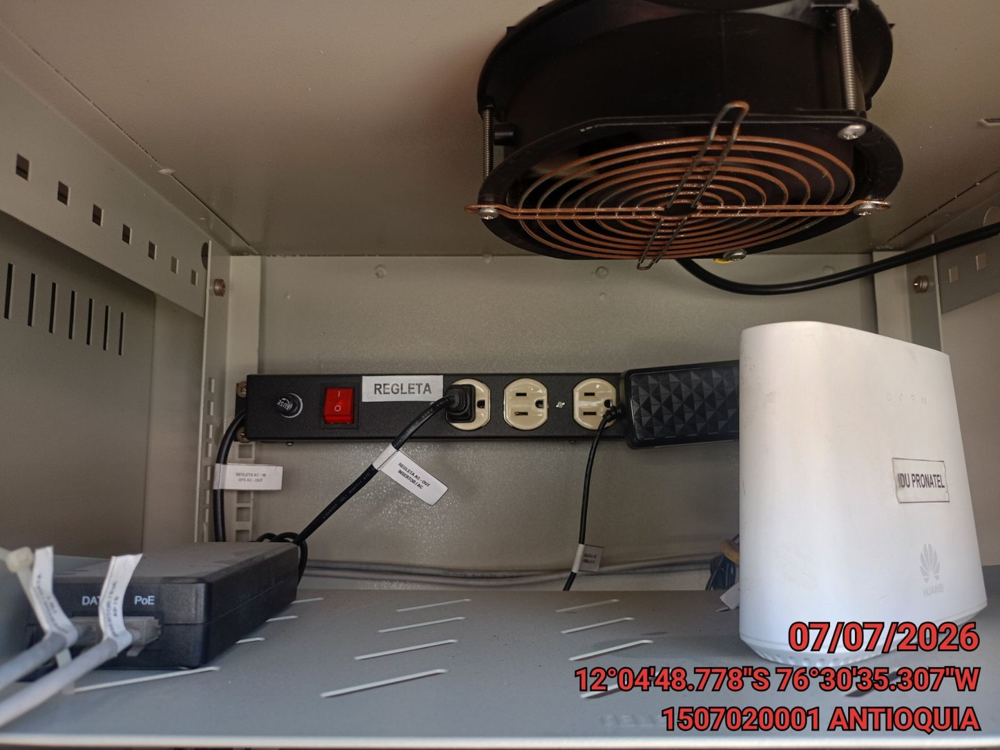 REGLETA
FUSE
REGLETA AC - IN
UPS AC - OUT
REGLETA AC - OUT
INSERTOR / AC
IDU PRONATEL
HUAWEI
DAT
PoE
07/07/2026
12°04'48.778"S 76°30'35.307"W
1507020001 ANTIOQUIA